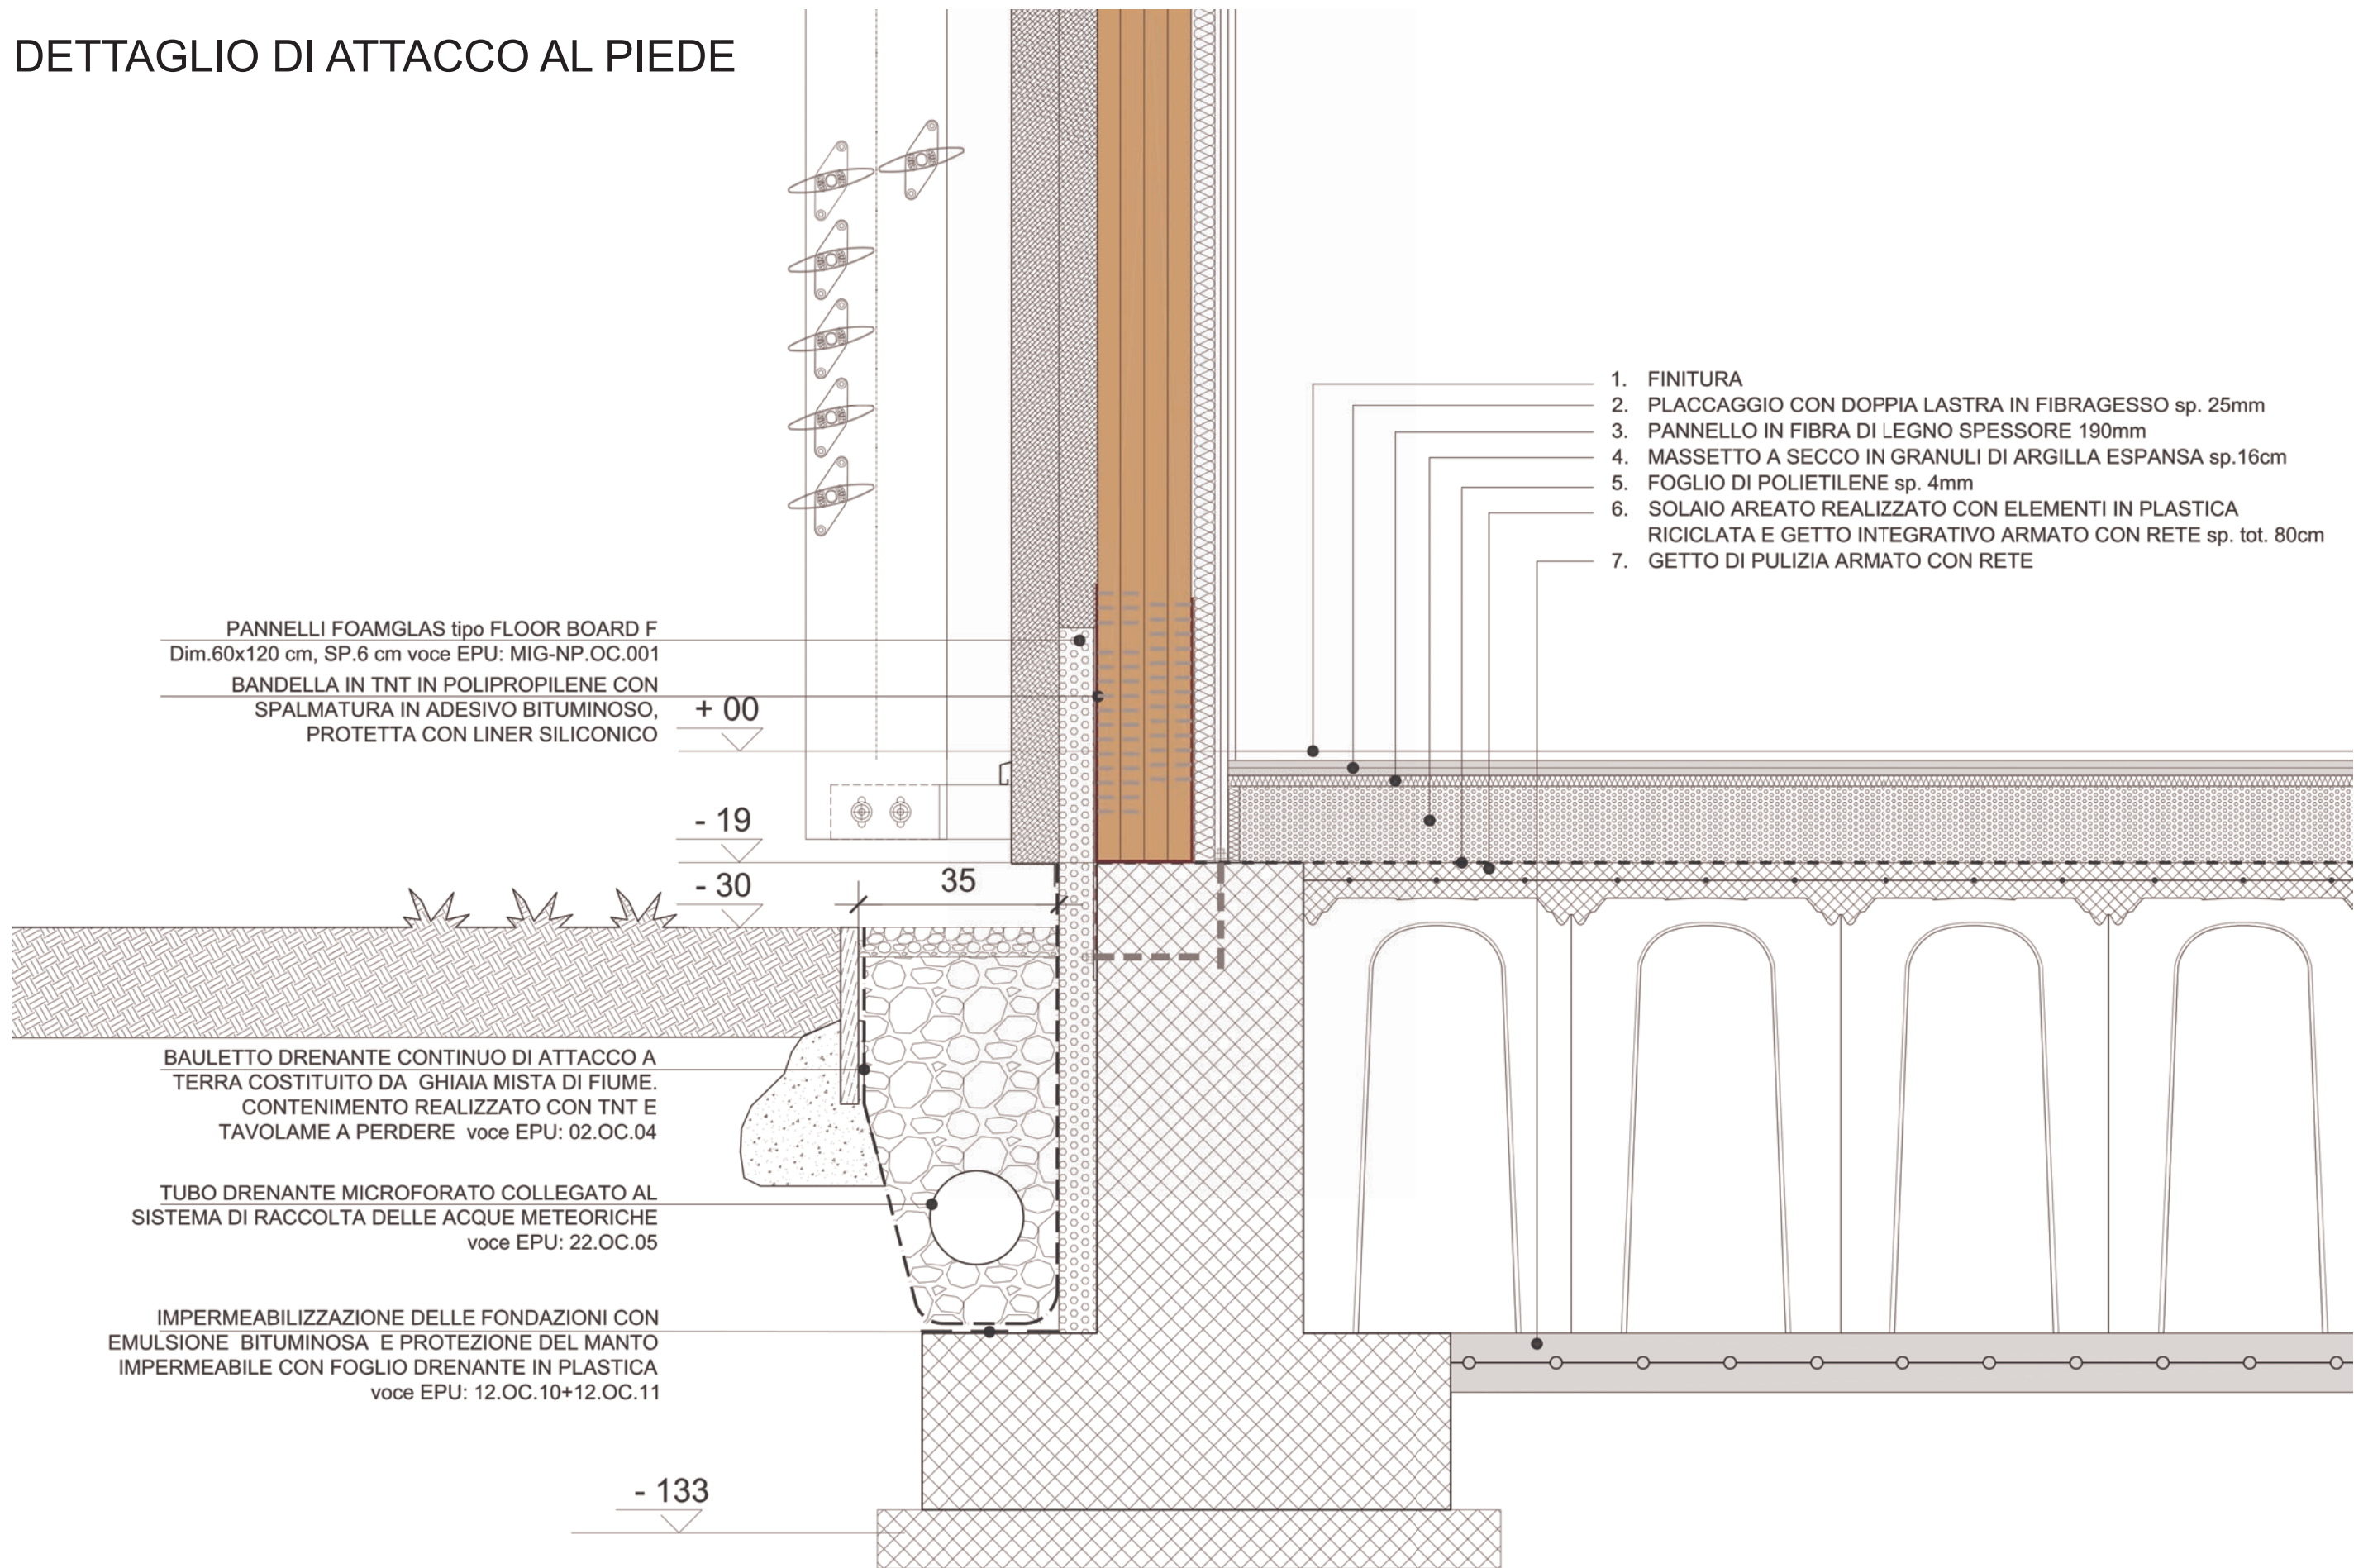 DETTAGLIO DI ATTACCO AL PIEDE
1. FINITURA
2. PLACCAGGIO CON DOPPIA LASTRA IN FIBRAGESSO sp. 25mm
3. PANNELLO IN FIBRA DI LEGNO SPESSORE 190mm
4. MASSETTO A SECCO IN GRANULI DI ARGILLA ESPANSA sp.16cm
5. FOGLIO DI POLIETILENE sp. 4mm
6. SOLAIO AREATO REALIZZATO CON ELEMENTI IN PLASTICA
RICICLATA E GETTO INTEGRATIVO ARMATO CON RETE sp. tot. 80cm
7. GETTO DI PULIZIA ARMATO CON RETE
PANNELLI FOAMGLAS tipo FLOOR BOARD F
Dim.60x120 cm, SP.6 cm voce EPU: MIG-NP.OC.001
BANDELLA IN TNT IN POLIPROPILENE CON
SPALMATURA IN ADESIVO BITUMINOSO,
PROTETTA CON LINER SILICONICO
+ 00
- 19
- 30
35
BAULETTO DRENANTE CONTINUO DI ATTACCO A
TERRA COSTITUITO DA GHIAIA MISTA DI FIUME.
CONTENIMENTO REALIZZATO CON TNT E
TAVOLAME A PERDERE voce EPU: 02.OC.04
TUBO DRENANTE MICROFORATO COLLEGATO AL
SISTEMA DI RACCOLTA DELLE ACQUE METEORICHE
voce EPU: 22.OC.05
IMPERMEABILIZZAZIONE DELLE FONDAZIONI CON
EMULSIONE BITUMINOSA E PROTEZIONE DEL MANTO
IMPERMEABILE CON FOGLIO DRENANTE IN PLASTICA
voce EPU: 12.OC.10+12.OC.11
- 133